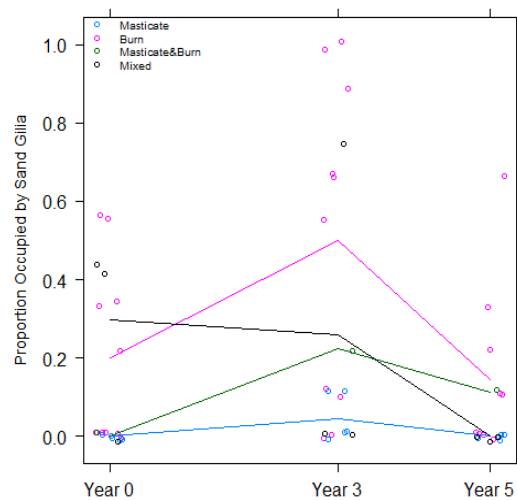 Masticate
Burn
Masticate&Burn
Mixed
1.0
0.8
0.6
0.4
0.2
0.0
Proportion Occupied by Sand Gilia
Year 0
Year 3
Year 5